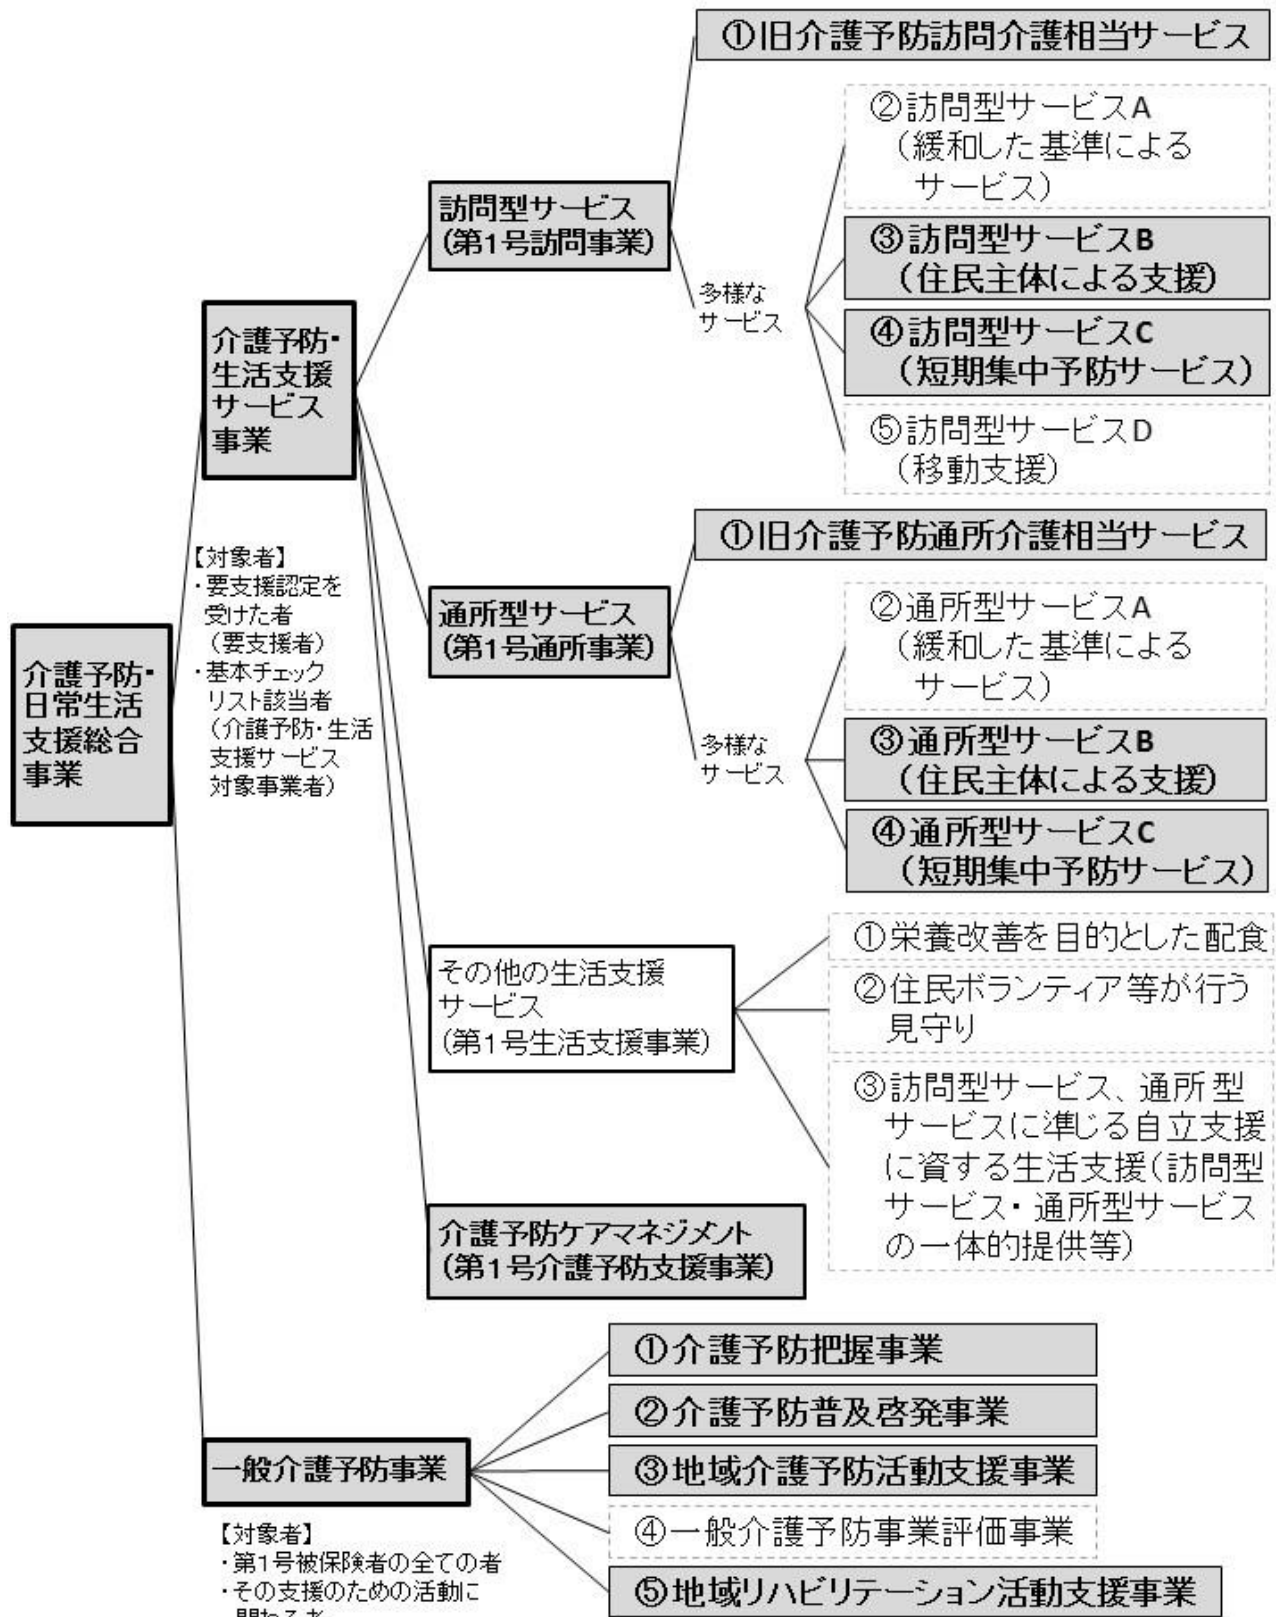 介護予防・
日常生活
支援総合
事業
介護予防・
生活支援
サービス
事業
【対象者】
・要支援認定を
受けた者
（要支援者）
・基本チェック
リスト該当者
（介護予防・生活
支援サービス
対象事業者）
訪問型サービス
（第1号訪問事業）
①旧介護予防訪問介護相当サービス
多様な
サービス
②訪問型サービスA
（緩和した基準による
サービス）
③訪問型サービスB
（住民主体による支援）
④訪問型サービスC
（短期集中予防サービス）
⑤訪問型サービスD
（移動支援）
通所型サービス
（第1号通所事業）
①旧介護予防通所介護相当サービス
多様な
サービス
②通所型サービスA
（緩和した基準による
サービス）
③通所型サービスB
（住民主体による支援）
④通所型サービスC
（短期集中予防サービス）
その他の生活支援
サービス
（第1号生活支援事業）
①栄養改善を目的とした配食
②住民ボランティア等が行う
見守り
③訪問型サービス、通所型
サービスに準じる自立支援
に資する生活支援（訪問型
サービス・通所型サービス
の一体的提供等）
介護予防ケアマネジメント
（第1号介護予防支援事業）
一般介護予防事業
【対象者】
・第1号被保険者の全ての者
・その支援のための活動に
関わる者
①介護予防把握事業
②介護予防普及啓発事業
③地域介護予防活動支援事業
④一般介護予防事業評価事業
⑤地域リハビリテーション活動支援事業